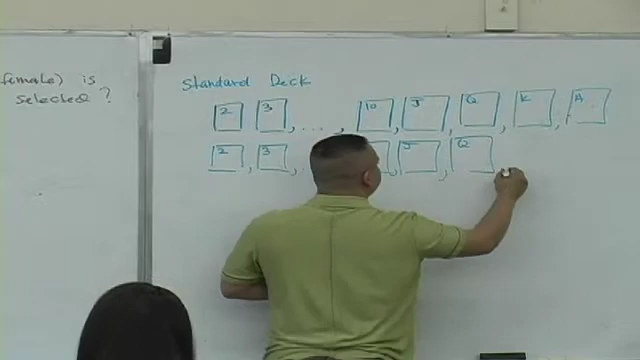 female) is
selected?
Standard Deck
2 3, ..., 10, J, Q, K, A
2, 3, . J, Q,